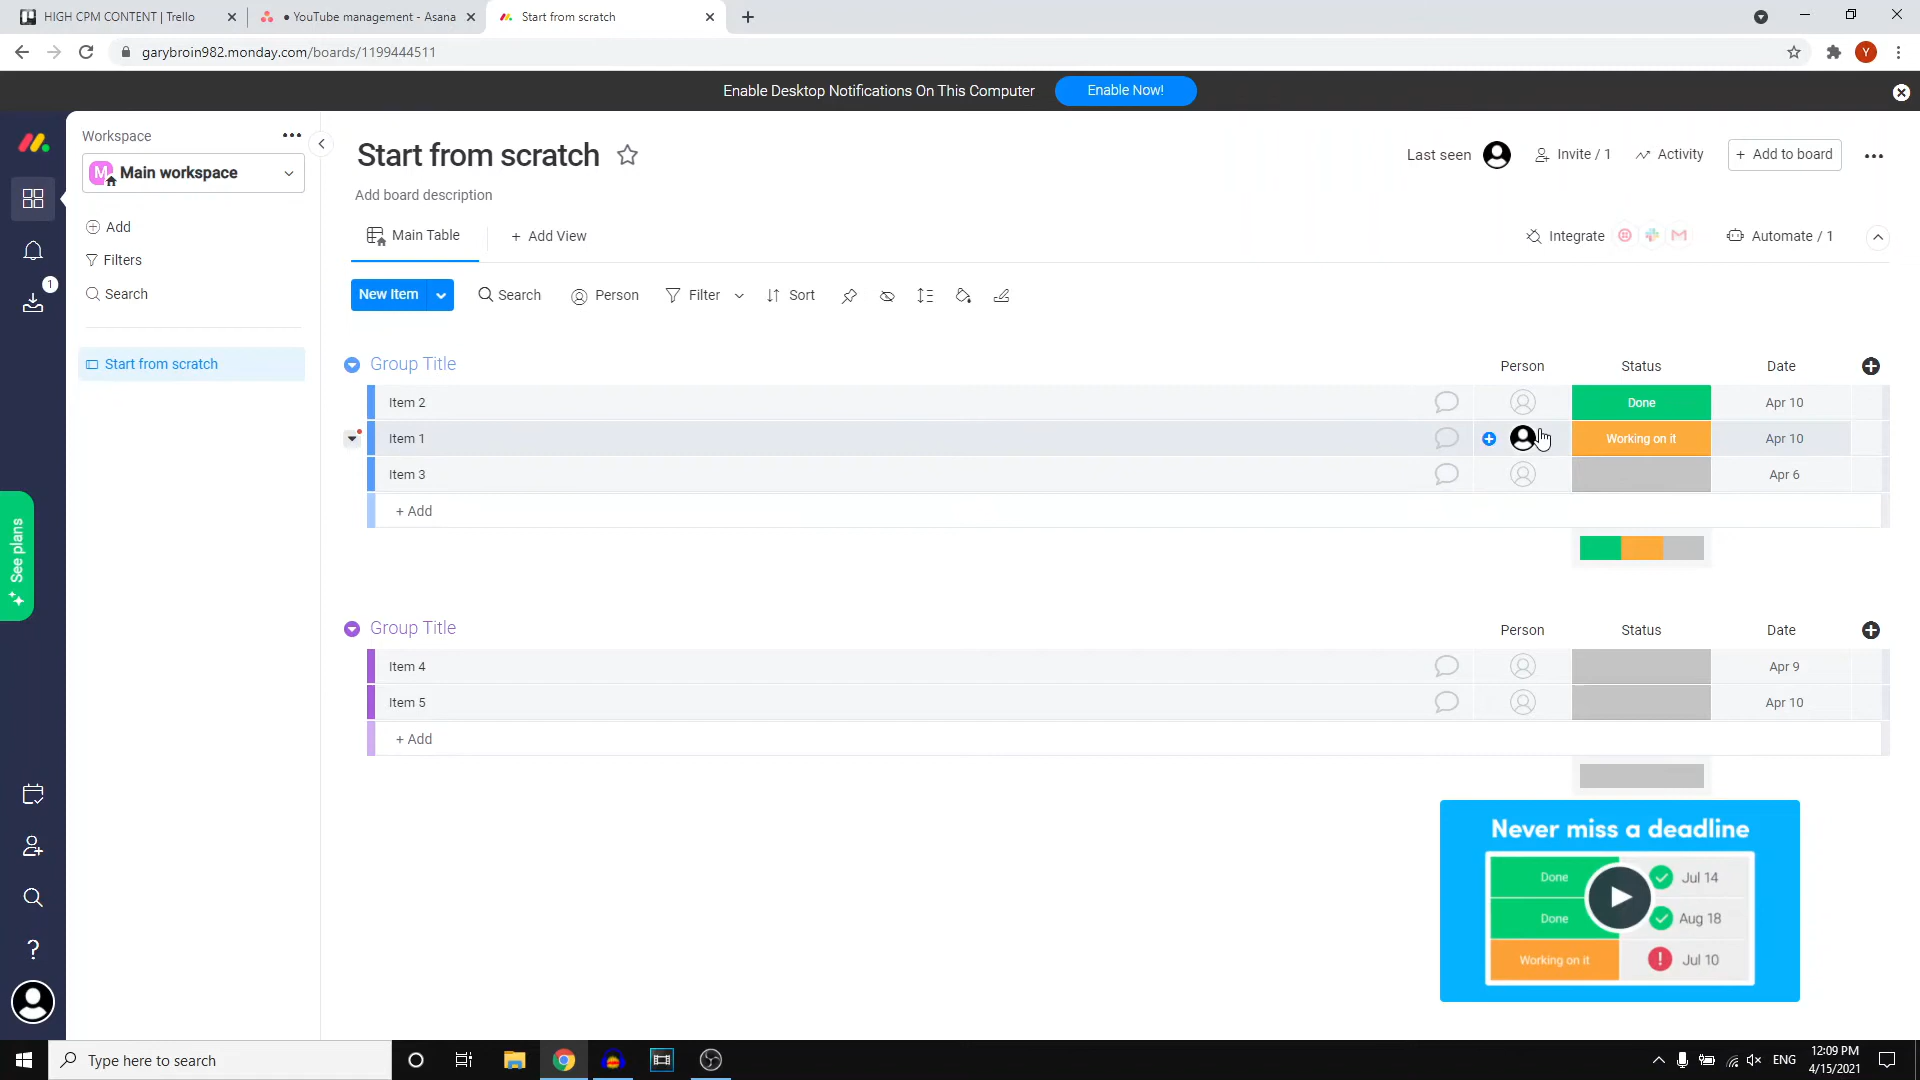 HIGH CPM CONTENT | Trello
● YouTube management - Asana
Start from scratch
garybroin982.monday.com/boards/1199444511
Y
Enable Desktop Notifications On This Computer
Enable Now!
Workspace
M
Main workspace
Add
Filters
Search
Start from scratch
1
See plans
Start from scratch
Add board description
Last seen
Invite / 1
Activity
+ Add to board
Main Table
+ Add View
Integrate
Automate / 1
New Item
Search
Person
Filter
Sort
Group Title
Person
Status
Date
Item 2
Done
Apr 10
Item 1
Working on it
Apr 10
Item 3
Apr 6
+ Add
Group Title
Person
Status
Date
Item 4
Apr 9
Item 5
Apr 10
+ Add
Never miss a deadline
Done
Jul 14
Done
Aug 18
Working on it
! Jul 10
?
Type here to search
ENG
12:09 PM
4/15/2021